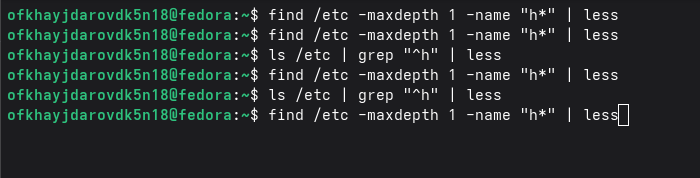 ofkhayjdarovdk5n18@fedora:~$ find /etc -maxdepth 1 -name "h*" | less
ofkhayjdarovdk5n18@fedora:~$ find /etc -maxdepth 1 -name "h*" | less
ofkhayjdarovdk5n18@fedora:~$ ls /etc | grep "^h" | less
ofkhayjdarovdk5n18@fedora:~$ find /etc -maxdepth 1 -name "h*" | less
ofkhayjdarovdk5n18@fedora:~$ ls /etc | grep "^h" | less
ofkhayjdarovdk5n18@fedora:~$ find /etc -maxdepth 1 -name "h*" | less